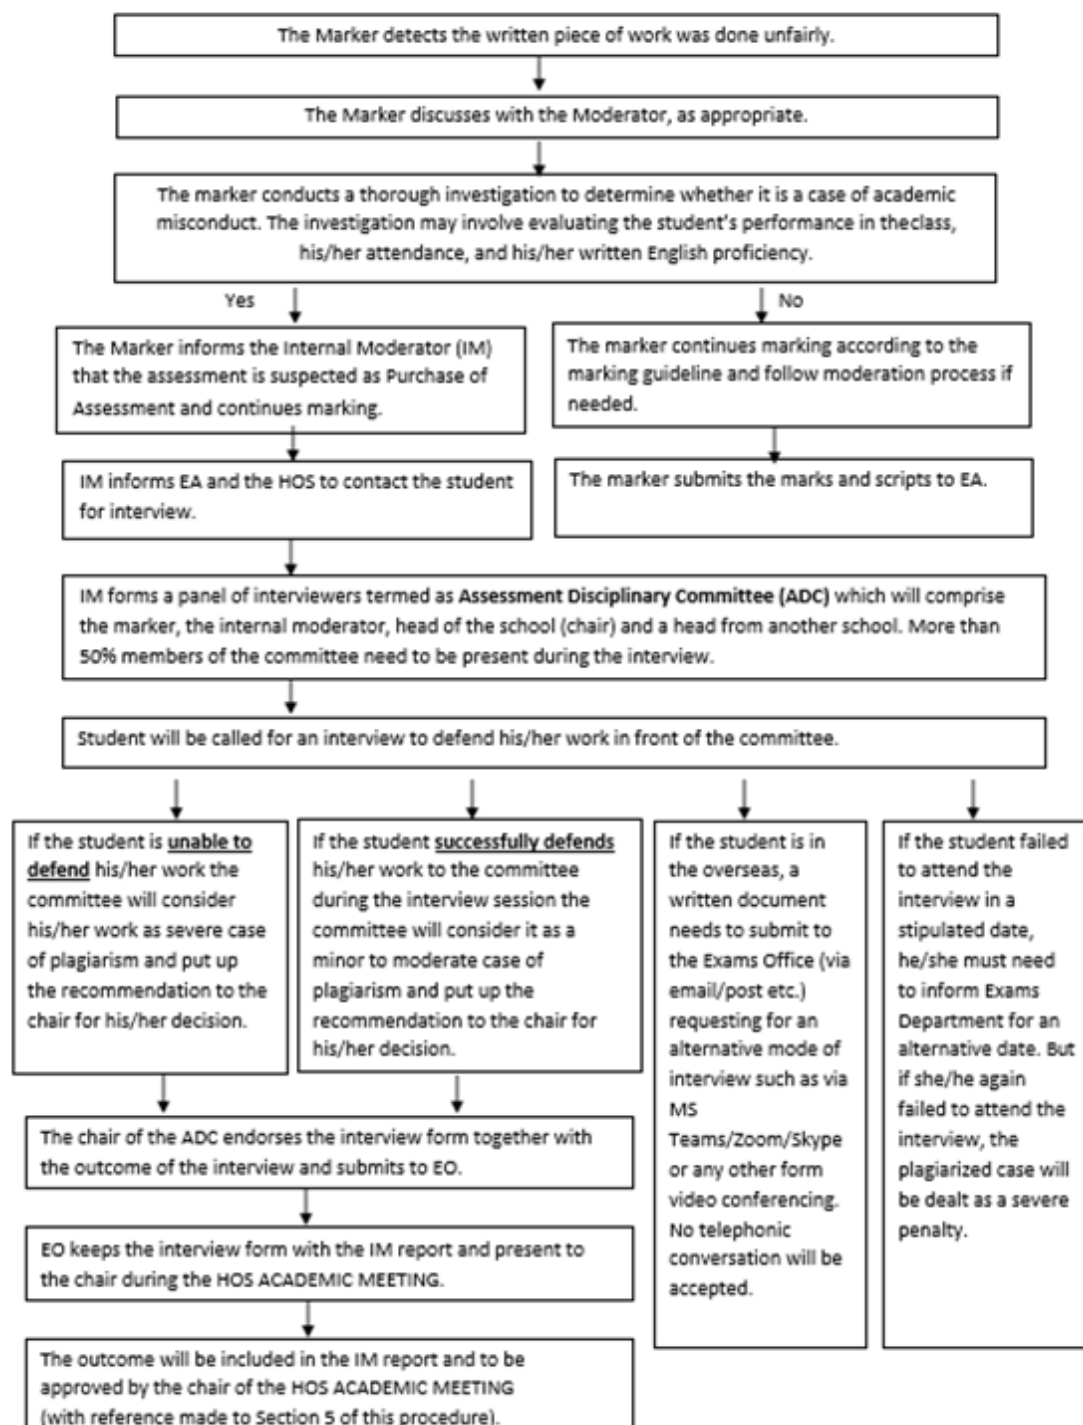 The Marker detects the written piece of work was done unfairly.
The Marker discusses with the Moderator, as appropriate.
The marker conducts a thorough investigation to determine whether it is a case of academic
misconduct. The investigation may involve evaluating the student's performance in theclass,
his/her attendance, and his/her written English proficiency.
Yes
No
The Marker informs the Internal Moderator (IM)
that the assessment is suspected as Purchase of
Assessment and continues marking.
The marker continues marking according to the
marking guideline and follow moderation process if
needed.
IM informs EA and the HOS to contact the student
for interview.
The marker submits the marks and scripts to EA.
IM forms a panel of interviewers termed as Assessment Disciplinary Committee (ADC) which will comprise
the marker, the internal moderator, head of the school (chair) and a head from another school. More than
50% members of the committee need to be present during the interview.
Student will be called for an interview to defend his/her work in front of the committee.
If the student is unable to
defend his/her work the
committee will consider
his/her work as severe case
of plagiarism and put up
the recommendation to the
chair for his/her decision.
If the student successfully defends
his/her work to the committee
during the interview session the
committee will consider it as a
minor to moderate case of
plagiarism and put up the
recommendation to the chair for
his/her decision.
If the student is in
the overseas, a
written document
needs to submit to
the Exams Office (via
email/post etc.)
requesting for an
alternative mode of
interview such as via
MS
Teams/Zoom/Skype
or any other form
video conferencing.
No telephonic
conversation will be
accepted.
If the student failed
to attend the
interview in a
stipulated date,
he/she must need
to inform Exams
Department for an
alternative date. But
if she/he again
failed to attend the
interview, the
plagiarized case will
be dealt as a severe
penalty.
The chair of the ADC endorses the interview form together with
the outcome of the interview and submits to EO.
EO keeps the interview form with the IM report and present to
the chair during the HOS ACADEMIC MEETING.
The outcome will be included in the IM report and to be
approved by the chair of the HOS ACADEMIC MEETING
(with reference made to Section 5 of this procedure).